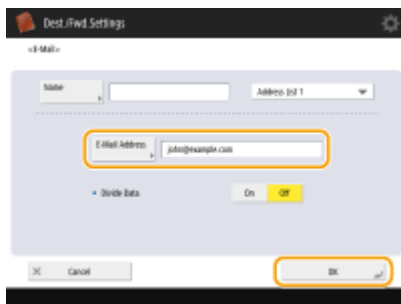 Dest./Fwd.Settings
<E-Mail>
Name
Address List 1
E-Mail Address
john@example.com
Divide Data
On
Off
Cancel
OK